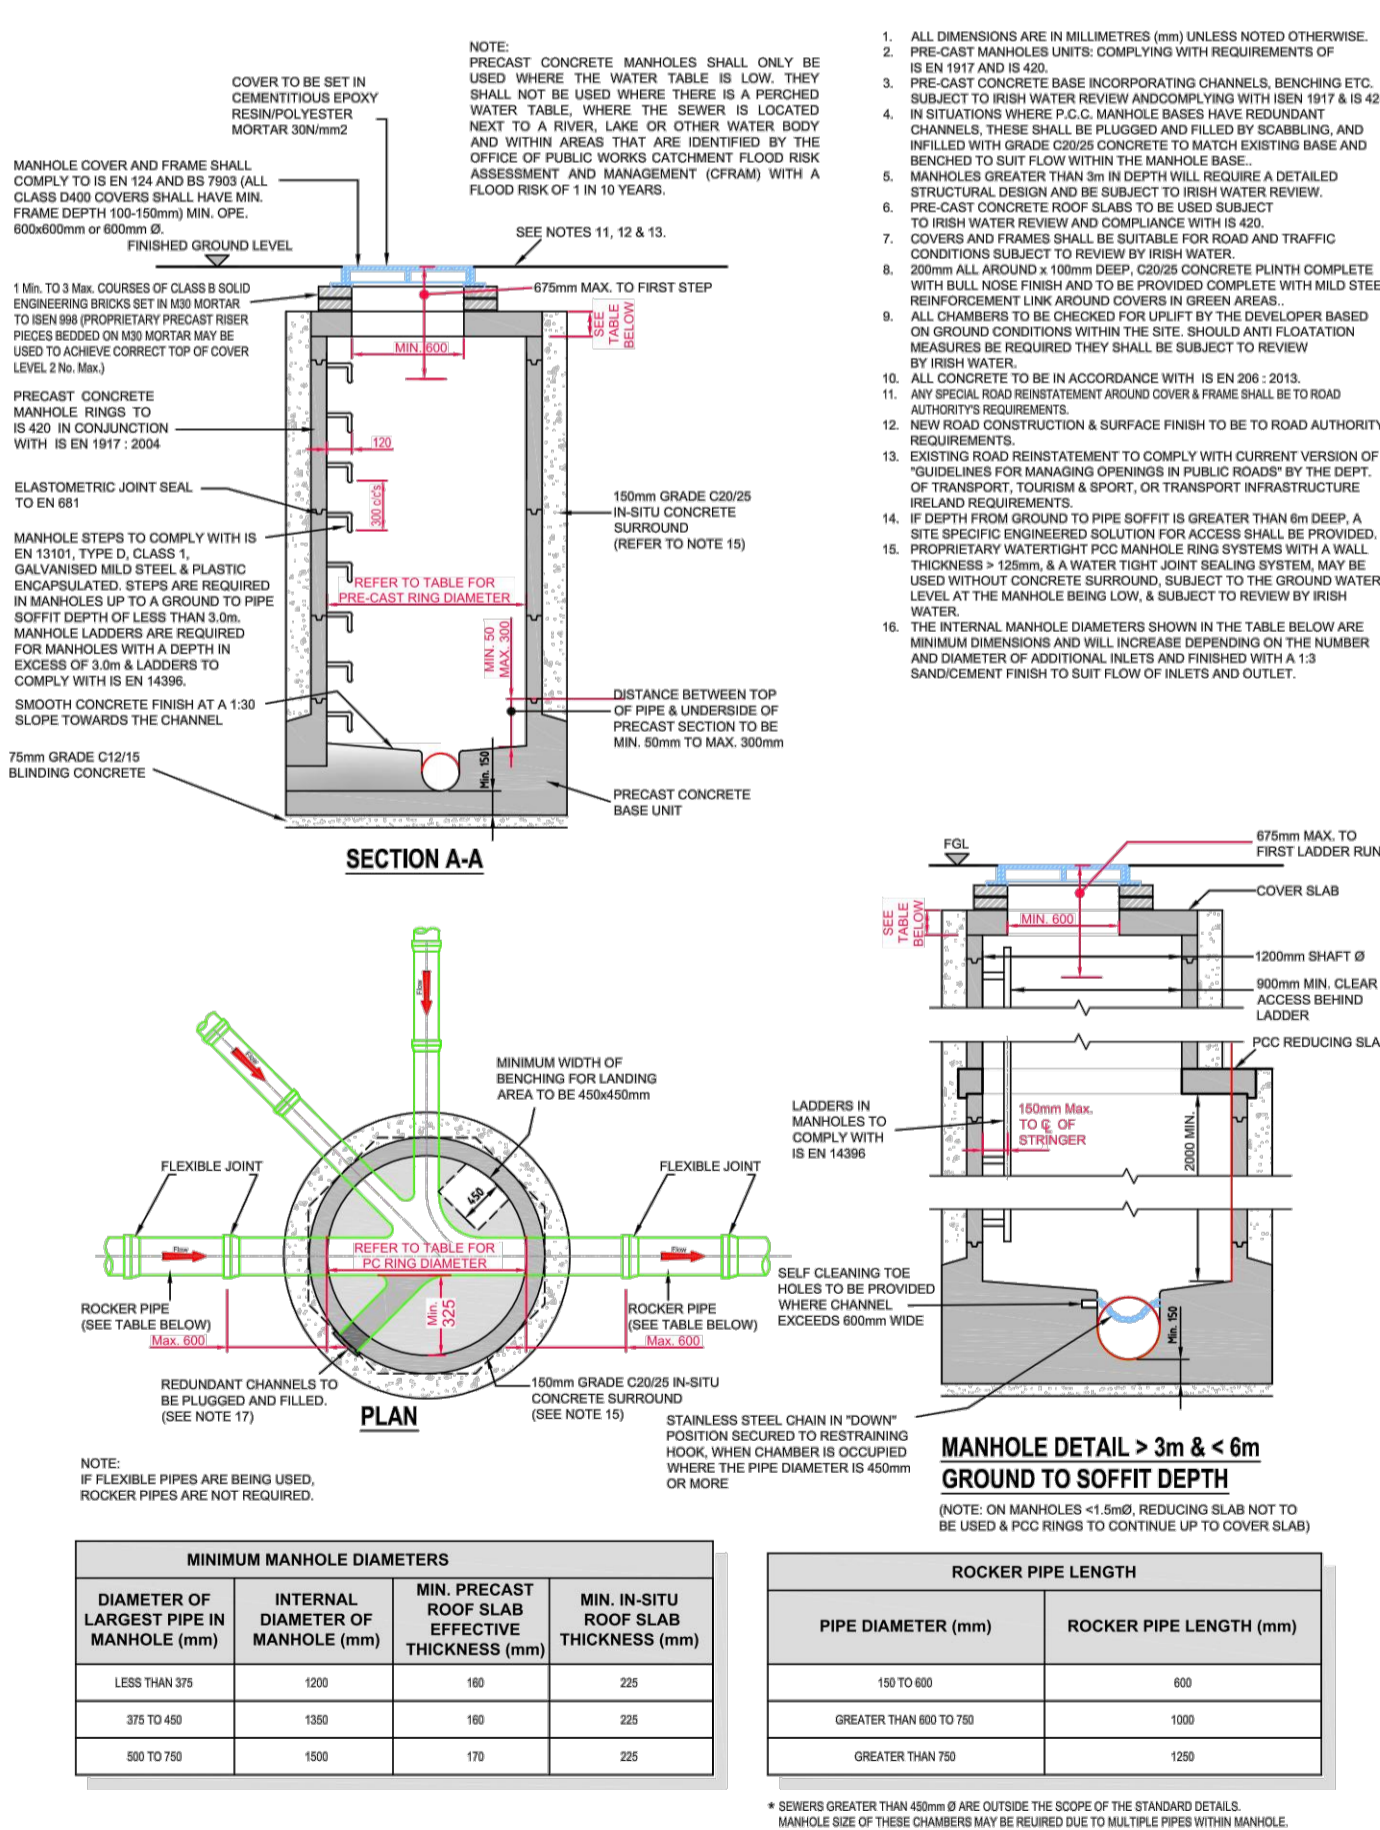 NOTE:
PRECAST CONCRETE MANHOLES SHALL ONLY BE
USED WHERE THE WATER TABLE IS LOW. THEY
SHALL NOT BE USED WHERE THERE IS A PERCHED
WATER TABLE, WHERE THE SEWER IS LOCATED
NEXT TO A RIVER, LAKE OR OTHER WATER BODY
AND WITHIN AREAS THAT ARE IDENTIFIED BY THE
OFFICE OF PUBLIC WORKS CATCHMENT FLOOD RISK
ASSESSMENT AND MANAGEMENT (CFRAM) WITH A
FLOOD RISK OF 1 IN 10 YEARS.
COVER TO BE SET IN
CEMENTITIOUS EPOXY
RESIN/POLYESTER
MORTAR 30N/mm2
MANHOLE COVER AND FRAME SHALL
COMPLY TO IS EN 124 AND BS 7903 (ALL
CLASS D400 COVERS SHALL HAVE MIN.
FRAME DEPTH 100-150mm) MIN. OPE.
600x600mm or 600mm Ø.
FINISHED GROUND LEVEL
SEE NOTES 11, 12 & 13.
1 Min. TO 3 Max. COURSES OF CLASS B SOLID
ENGINEERING BRICKS SET IN M30 MORTAR
TO ISEN 998 (PROPRIETARY PRECAST RISER
PIECES BEDDED ON M30 MORTAR MAY BE
USED TO ACHIEVE CORRECT TOP OF COVER
LEVEL 2 No. Max.)
675mm MAX. TO FIRST STEP
SEE
TABLE
BELOW
MIN. 600
PRECAST CONCRETE
MANHOLE RINGS TO
IS 420 IN CONJUNCTION
WITH IS EN 1917 : 2004
120
ELASTOMETRIC JOINT SEAL
TO EN 681
300 c/c's
150mm GRADE C20/25
IN-SITU CONCRETE
SURROUND
(REFER TO NOTE 15)
MANHOLE STEPS TO COMPLY WITH IS
EN 13101, TYPE D, CLASS 1,
GALVANISED MILD STEEL & PLASTIC
ENCAPSULATED. STEPS ARE REQUIRED
IN MANHOLES UP TO A GROUND TO PIPE
SOFFIT DEPTH OF LESS THAN 3.0m.
MANHOLE LADDERS ARE REQUIRED
FOR MANHOLES WITH A DEPTH IN
EXCESS OF 3.0m & LADDERS TO
COMPLY WITH IS EN 14396.
REFER TO TABLE FOR
PRE-CAST RING DIAMETER
MIN. 50
MAX. 300
SMOOTH CONCRETE FINISH AT A 1:30
SLOPE TOWARDS THE CHANNEL
DISTANCE BETWEEN TOP
OF PIPE & UNDERSIDE OF
PRECAST SECTION TO BE
MIN. 50mm TO MAX. 300mm
75mm GRADE C12/15
BLINDING CONCRETE
Min. 150
PRECAST CONCRETE
BASE UNIT
SECTION A-A
1. ALL DIMENSIONS ARE IN MILLIMETRES (mm) UNLESS NOTED OTHERWISE.
2. PRE-CAST MANHOLES UNITS: COMPLYING WITH REQUIREMENTS OF
IS EN 1917 AND IS 420.
3. PRE-CAST CONCRETE BASE INCORPORATING CHANNELS, BENCHING ETC.
SUBJECT TO IRISH WATER REVIEW ANDCOMPLYING WITH ISEN 1917 & IS 42
4. IN SITUATIONS WHERE P.C.C. MANHOLE BASES HAVE REDUNDANT
CHANNELS, THESE SHALL BE PLUGGED AND FILLED BY SCABBLING, AND
INFILLED WITH GRADE C20/25 CONCRETE TO MATCH EXISTING BASE AND
BENCHED TO SUIT FLOW WITHIN THE MANHOLE BASE..
5. MANHOLES GREATER THAN 3m IN DEPTH WILL REQUIRE A DETAILED
STRUCTURAL DESIGN AND BE SUBJECT TO IRISH WATER REVIEW.
6. PRE-CAST CONCRETE ROOF SLABS TO BE USED SUBJECT
TO IRISH WATER REVIEW AND COMPLIANCE WITH IS 420.
7. COVERS AND FRAMES SHALL BE SUITABLE FOR ROAD AND TRAFFIC
CONDITIONS SUBJECT TO REVIEW BY IRISH WATER.
8. 200mm ALL AROUND x 100mm DEEP, C20/25 CONCRETE PLINTH COMPLETE
WITH BULL NOSE FINISH AND TO BE PROVIDED COMPLETE WITH MILD STEE
REINFORCEMENT LINK AROUND COVERS IN GREEN AREAS..
9. ALL CHAMBERS TO BE CHECKED FOR UPLIFT BY THE DEVELOPER BASED
ON GROUND CONDITIONS WITHIN THE SITE. SHOULD ANTI FLOATATION
MEASURES BE REQUIRED THEY SHALL BE SUBJECT TO REVIEW
BY IRISH WATER.
10. ALL CONCRETE TO BE IN ACCORDANCE WITH IS EN 206 : 2013.
11. ANY SPECIAL ROAD REINSTATEMENT AROUND COVER & FRAME SHALL BE TO ROAD
AUTHORITY'S REQUIREMENTS.
12. NEW ROAD CONSTRUCTION & SURFACE FINISH TO BE TO ROAD AUTHORITY
REQUIREMENTS.
13. EXISTING ROAD REINSTATEMENT TO COMPLY WITH CURRENT VERSION OF
"GUIDELINES FOR MANAGING OPENINGS IN PUBLIC ROADS" BY THE DEPT.
OF TRANSPORT, TOURISM & SPORT, OR TRANSPORT INFRASTRUCTURE
IRELAND REQUIREMENTS.
14. IF DEPTH FROM GROUND TO PIPE SOFFIT IS GREATER THAN 6m DEEP, A
SITE SPECIFIC ENGINEERED SOLUTION FOR ACCESS SHALL BE PROVIDED.
15. PROPRIETARY WATERTIGHT PCC MANHOLE RING SYSTEMS WITH A WALL
THICKNESS > 125mm, & A WATER TIGHT JOINT SEALING SYSTEM, MAY BE
USED WITHOUT CONCRETE SURROUND, SUBJECT TO THE GROUND WATER
LEVEL AT THE MANHOLE BEING LOW, & SUBJECT TO REVIEW BY IRISH
WATER.
16. THE INTERNAL MANHOLE DIAMETERS SHOWN IN THE TABLE BELOW ARE
MINIMUM DIMENSIONS AND WILL INCREASE DEPENDING ON THE NUMBER
AND DIAMETER OF ADDITIONAL INLETS AND FINISHED WITH A 1:3
SAND/CEMENT FINISH TO SUIT FLOW OF INLETS AND OUTLET.
Flow
Flow
MINIMUM WIDTH OF
BENCHING FOR LANDING
AREA TO BE 450x450mm
FLEXIBLE JOINT
FLEXIBLE JOINT
450
Flow
REFER TO TABLE FOR
PC RING DIAMETER
Flow
ROCKER PIPE
(SEE TABLE BELOW)
Max. 600
Min.
325
ROCKER PIPE
(SEE TABLE BELOW)
Max. 600
REDUNDANT CHANNELS TO
BE PLUGGED AND FILLED.
(SEE NOTE 17)
150mm GRADE C20/25 IN-SITU
CONCRETE SURROUND
(SEE NOTE 15)
PLAN
NOTE:
IF FLEXIBLE PIPES ARE BEING USED,
ROCKER PIPES ARE NOT REQUIRED.
FGL
675mm MAX. TO
FIRST LADDER RUN
COVER SLAB
SEE
TABLE
BELOW
MIN. 600
1200mm SHAFT Ø
900mm MIN. CLEAR
ACCESS BEHIND
LADDER
PCC REDUCING SLA
LADDERS IN
MANHOLES TO
COMPLY WITH
IS EN 14396
150mm Max.
TO ℄ OF
STRINGER
2000 MIN.
SELF CLEANING TOE
HOLES TO BE PROVIDED
WHERE CHANNEL
EXCEEDS 600mm WIDE
Min. 150
STAINLESS STEEL CHAIN IN "DOWN"
POSITION SECURED TO RESTRAINING
HOOK, WHEN CHAMBER IS OCCUPIED
WHERE THE PIPE DIAMETER IS 450mm
OR MORE
MANHOLE DETAIL > 3m & < 6m
GROUND TO SOFFIT DEPTH
(NOTE: ON MANHOLES <1.5mØ, REDUCING SLAB NOT TO
BE USED & PCC RINGS TO CONTINUE UP TO COVER SLAB)
MINIMUM MANHOLE DIAMETERS
DIAMETER OF
LARGEST PIPE IN
MANHOLE (mm)
INTERNAL
DIAMETER OF
MANHOLE (mm)
MIN. PRECAST
ROOF SLAB
EFFECTIVE
THICKNESS (mm)
MIN. IN-SITU
ROOF SLAB
THICKNESS (mm)
LESS THAN 375 1200 160 225
375 TO 450 1350 160 225
500 TO 750 1500 170 225
ROCKER PIPE LENGTH
PIPE DIAMETER (mm) ROCKER PIPE LENGTH (mm)
150 TO 600 600
GREATER THAN 600 TO 750 1000
GREATER THAN 750 1250
* SEWERS GREATER THAN 450mm Ø ARE OUTSIDE THE SCOPE OF THE STANDARD DETAILS.
MANHOLE SIZE OF THESE CHAMBERS MAY BE REUIRED DUE TO MULTIPLE PIPES WITHIN MANHOLE.